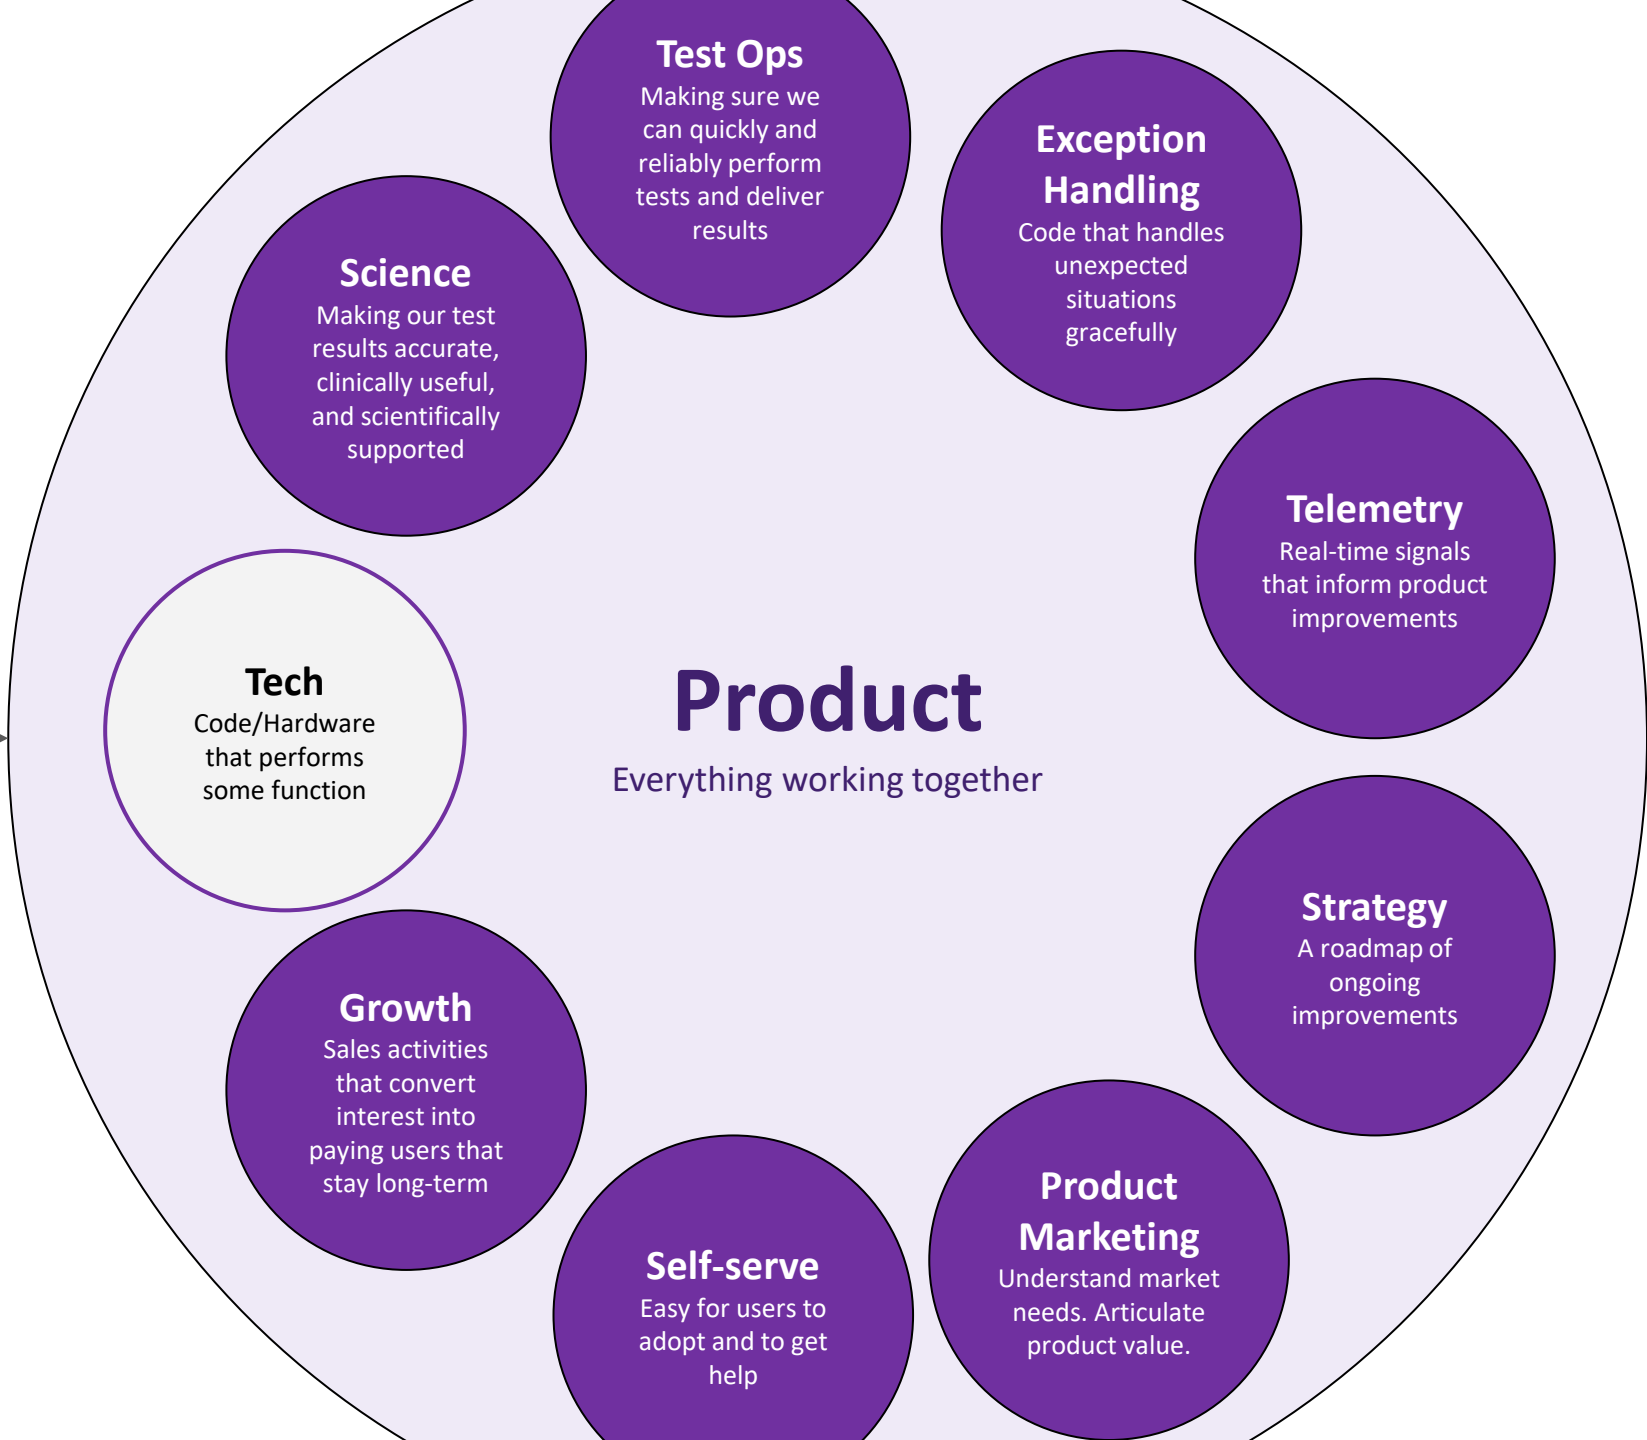 Test Ops
Making sure we
can quickly and
reliably perform
tests and deliver
results
Exception
Handling
Code that handles
unexpected
situations
gracefully
Science
Making our test
results accurate,
clinically useful,
and scientifically
supported
Telemetry
Real-time signals
that inform product
improvements
Tech
Code/Hardware
that performs
some function
Product
Everything working together
Strategy
A roadmap of
ongoing
improvements
Growth
Sales activities
that convert
interest into
paying users that
stay long-term
Product
Marketing
Understand market
needs. Articulate
product value.
Self-serve
Easy for users to
adopt and to get
help